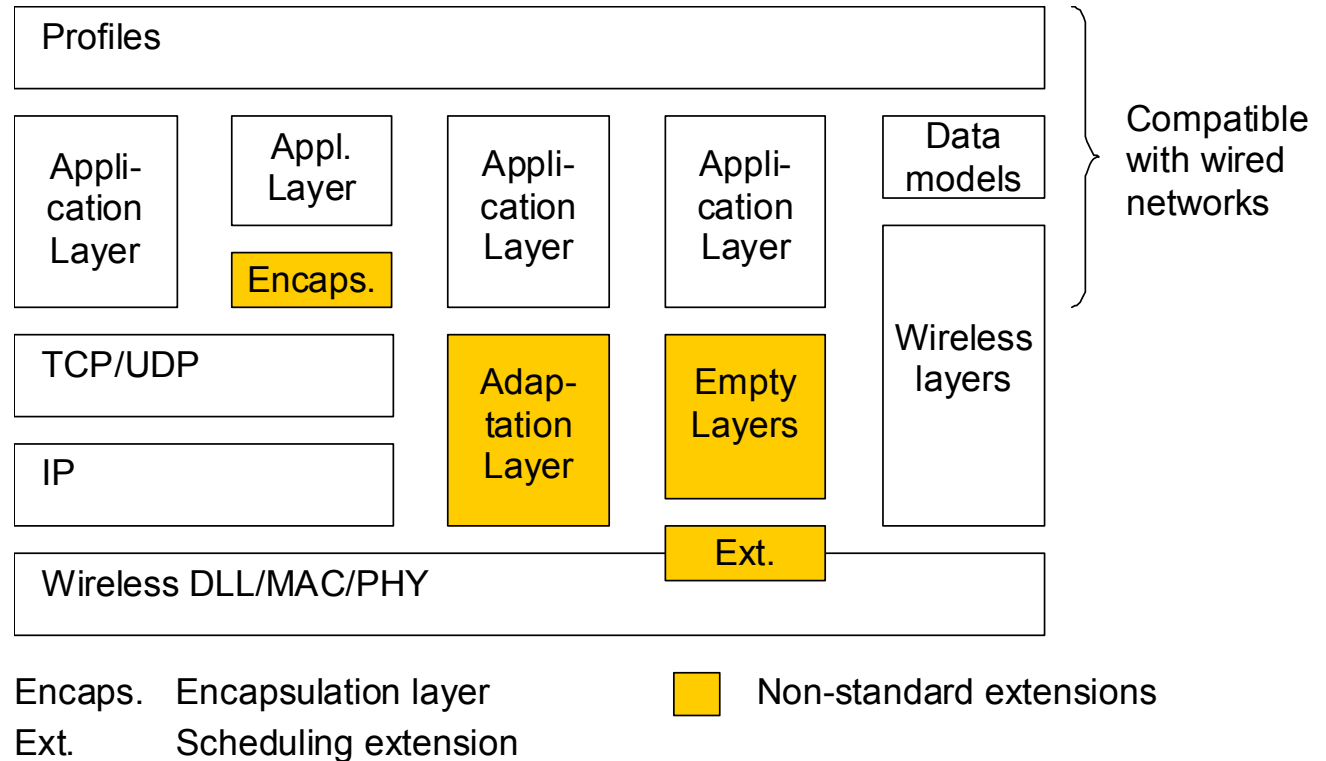 Profiles
Appli-
cation
Layer
Appl.
Layer
Encaps.
Appli-
cation
Layer
Appli-
cation
Layer
Data
models
Compatible
with wired
networks
TCP/UDP
IP
Adap-
tation
Layer
Empty
Layers
Wireless
layers
Ext.
Wireless DLL/MAC/PHY
Encaps. Encapsulation layer
Non-standard extensions
Ext. Scheduling extension